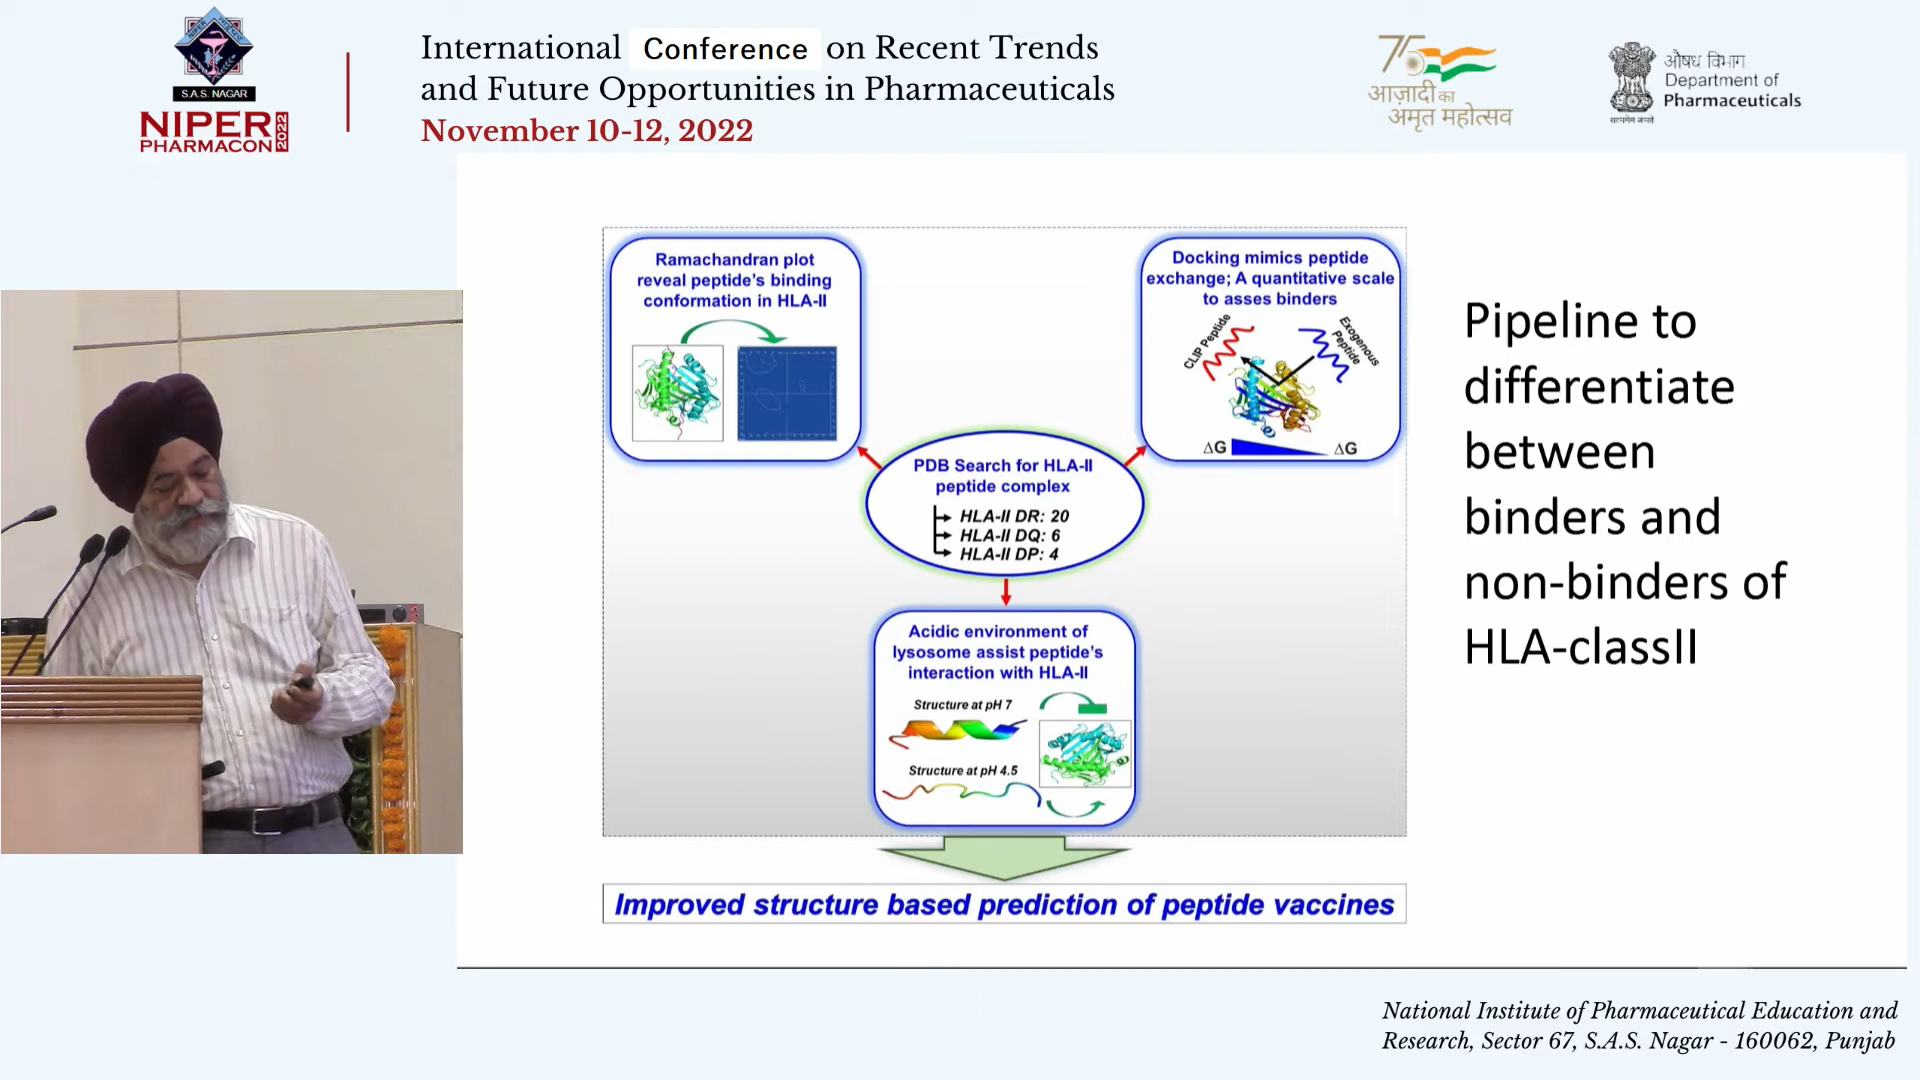 S.A.S. NAGAR
NIPER
PHARMACON 2022
International Conference on Recent Trends
and Future Opportunities in Pharmaceuticals
November 10-12, 2022
75
आज़ादी का
अमृत महोत्सव
औषध विभाग
Department of
Pharmaceuticals
सत्यमेव जयते
Ramachandran plot
reveal peptide's binding
conformation in HLA-II
Docking mimics peptide
exchange; A quantitative scale
to asses binders
CLIP Peptide
Exogenous
Peptide
ΔG
ΔG
PDB Search for HLA-II
peptide complex
HLA-II DR: 20
HLA-II DQ: 6
HLA-II DP: 4
Acidic environment of
lysosome assist peptide's
interaction with HLA-II
Structure at pH 7
Structure at pH 4.5
Improved structure based prediction of peptide vaccines
Pipeline to
differentiate
between
binders and
non-binders of
HLA-classII
National Institute of Pharmaceutical Education and
Research, Sector 67, S.A.S. Nagar - 160062, Punjab